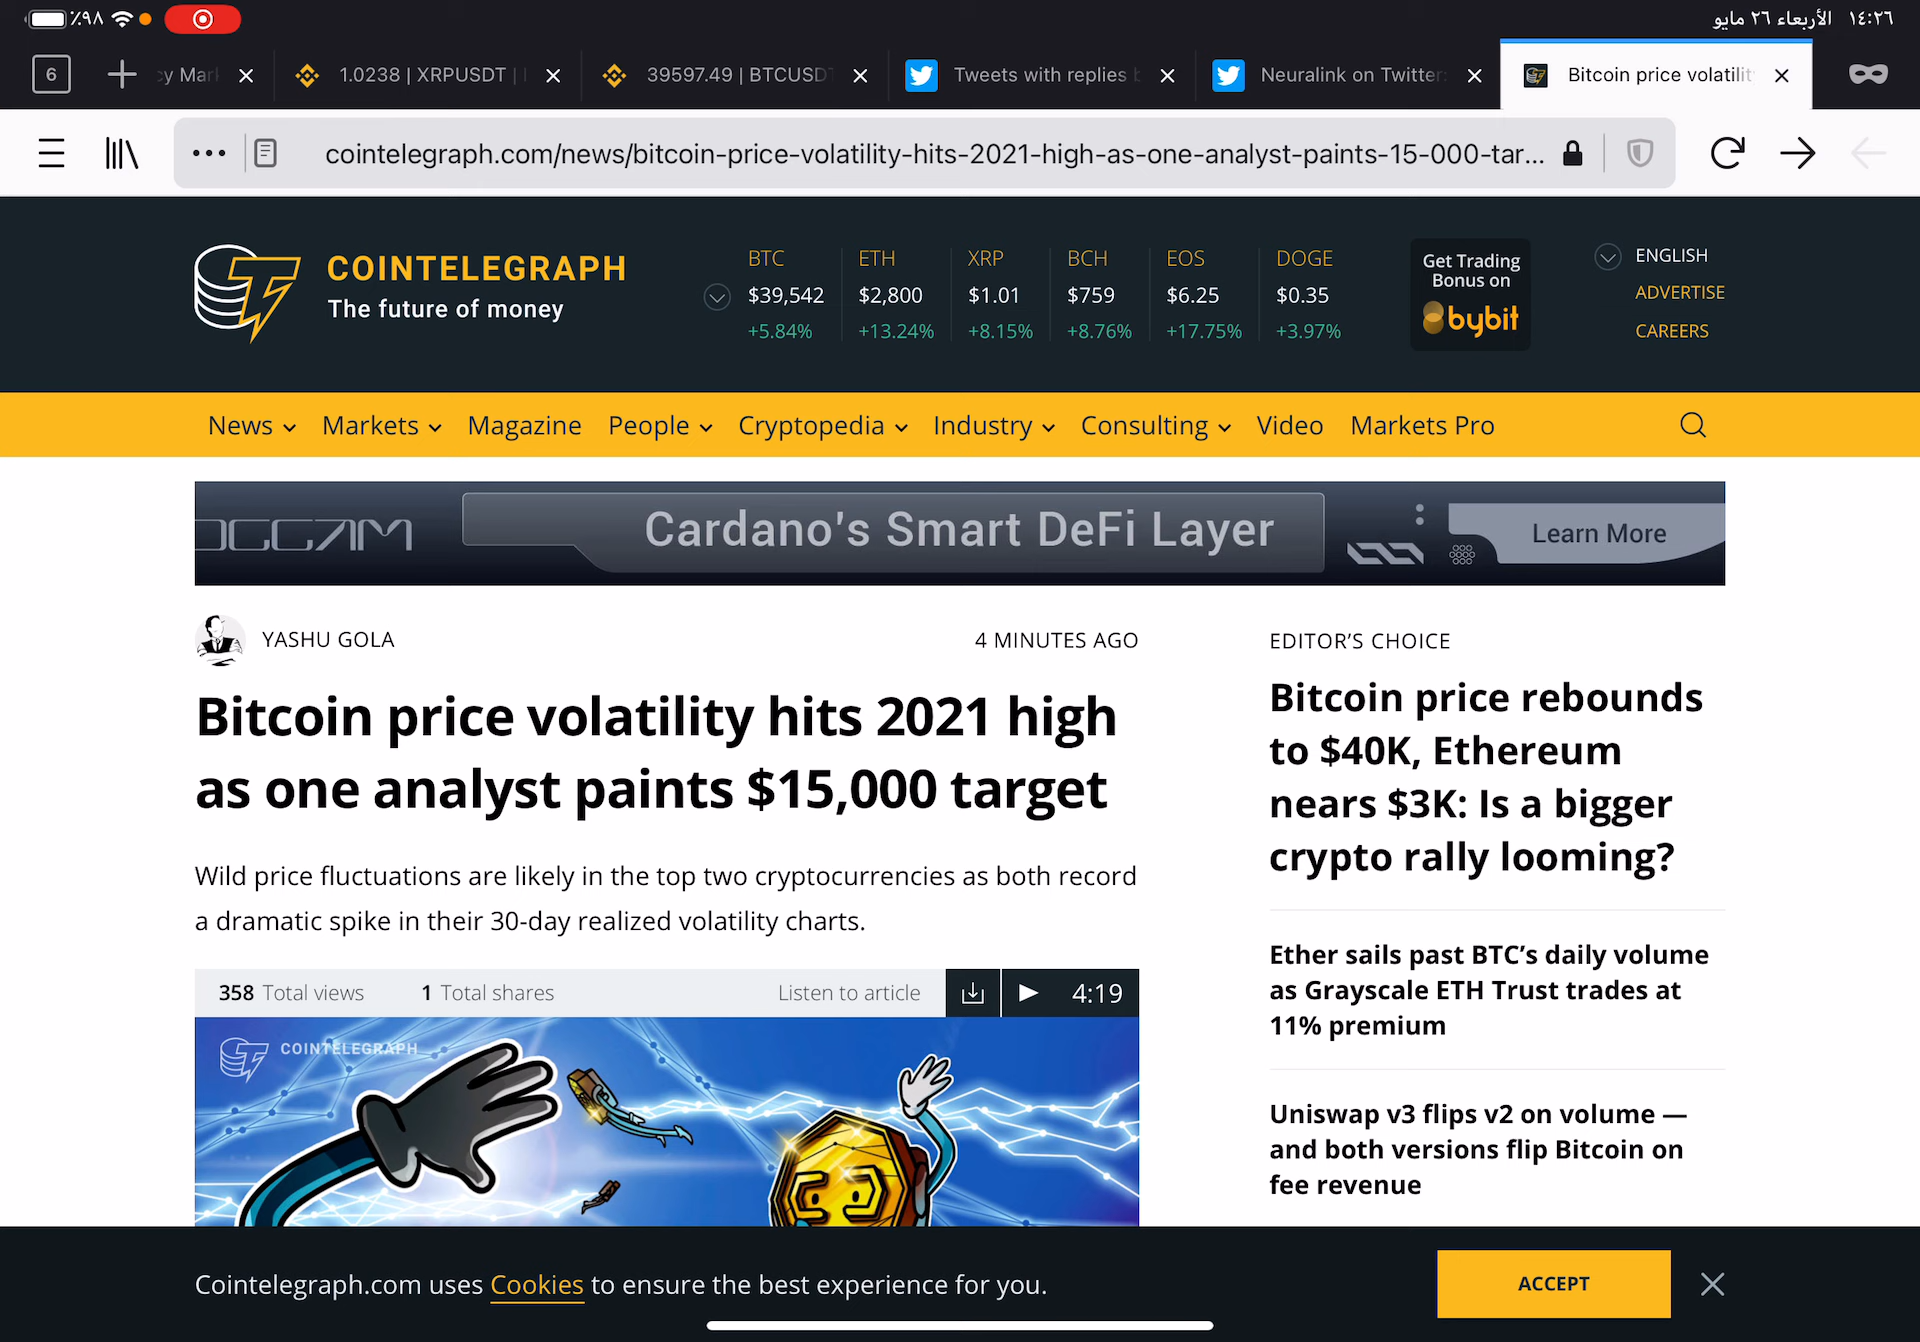 ٪٩٨
الأربعاء ٢٦ مايو ١٤:٢٦
6
cy Mar
1.0238 | XRPUSDT |
39597.49 | BTCUSDT
Tweets with replies b
Neuralink on Twitter:
Bitcoin price volatilit
cointelegraph.com/news/bitcoin-price-volatility-hits-2021-high-as-one-analyst-paints-15-000-tar...
COINTELEGRAPH
The future of money
BTC
$39,542
+5.84%
ETH
$2,800
+13.24%
XRP
$1.01
+8.15%
BCH
$759
+8.76%
EOS
$6.25
+17.75%
DOGE
$0.35
+3.97%
Get Trading
Bonus on
bybit
ENGLISH
ADVERTISE
CAREERS
News Markets Magazine People Cryptopedia Industry Consulting Video Markets Pro
OCCAM
Cardano's Smart DeFi Layer
Learn More
YASHU GOLA
4 MINUTES AGO
Bitcoin price volatility hits 2021 high
as one analyst paints $15,000 target
Wild price fluctuations are likely in the top two cryptocurrencies as both record
a dramatic spike in their 30-day realized volatility charts.
358 Total views 1 Total shares Listen to article 4:19
COINTELEGRAPH
EDITOR'S CHOICE
Bitcoin price rebounds
to $40K, Ethereum
nears $3K: Is a bigger
crypto rally looming?
Ether sails past BTC's daily volume
as Grayscale ETH Trust trades at
11% premium
Uniswap v3 flips v2 on volume —
and both versions flip Bitcoin on
fee revenue
Cointelegraph.com uses Cookies to ensure the best experience for you.
ACCEPT